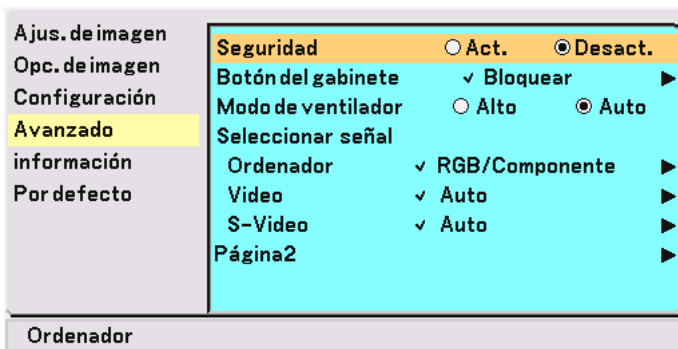 Ajus. de imagen
Opc. de imagen
Configuración
Avanzado
información
Por defecto
Seguridad Act. Desact.
Botón del gabinete Bloquear
Modo de ventilador Alto Auto
Seleccionar señal
Ordenador RGB/Componente
Video Auto
S-Video Auto
Página2
Ordenador